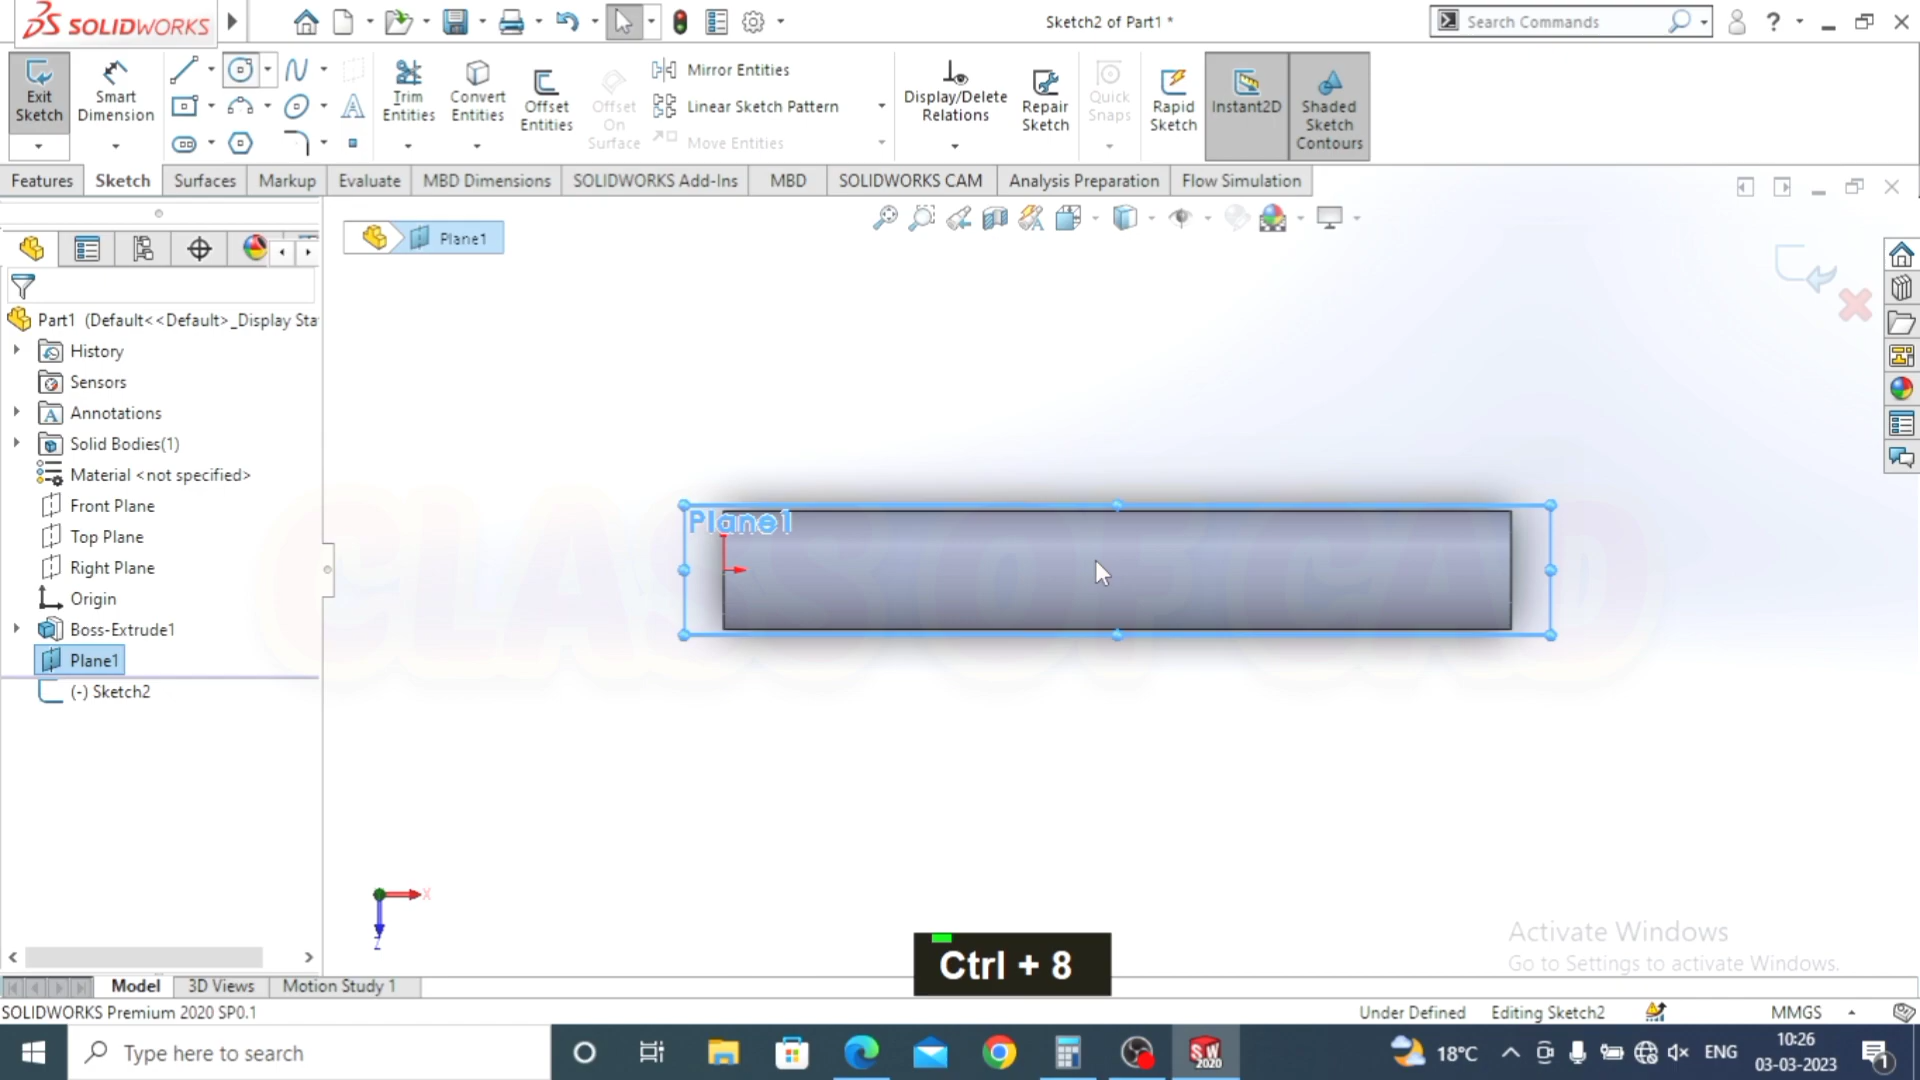 SOLIDWORKS
Sketch2 of Part1 *
Search Commands
Exit Sketch
Smart Dimension
Trim Entities
Convert Entities
Offset Entities
Offset On Surface
Mirror Entities
Linear Sketch Pattern
Move Entities
Display/Delete Relations
Repair Sketch
Quick Snaps
Rapid Sketch
Instant2D
Shaded Sketch Contours
Features
Sketch
Surfaces
Markup
Evaluate
MBD Dimensions
SOLIDWORKS Add-Ins
MBD
SOLIDWORKS CAM
Analysis Preparation
Flow Simulation
Plane1
Part1 (Default<<Default>_Display Sta
History
Sensors
Annotations
Solid Bodies(1)
Material <not specified>
Front Plane
Top Plane
Right Plane
Origin
Boss-Extrude1
Plane1
(-) Sketch2
Plane1
CLASS OF CAD
X
Z
Ctrl + 8
Activate Windows
Go to Settings to activate Windows.
Model
3D Views
Motion Study 1
SOLIDWORKS Premium 2020 SP0.1
Under Defined
Editing Sketch2
MMGS
Type here to search
SW 2020
18°C
ENG
10:26
03-03-2023
1